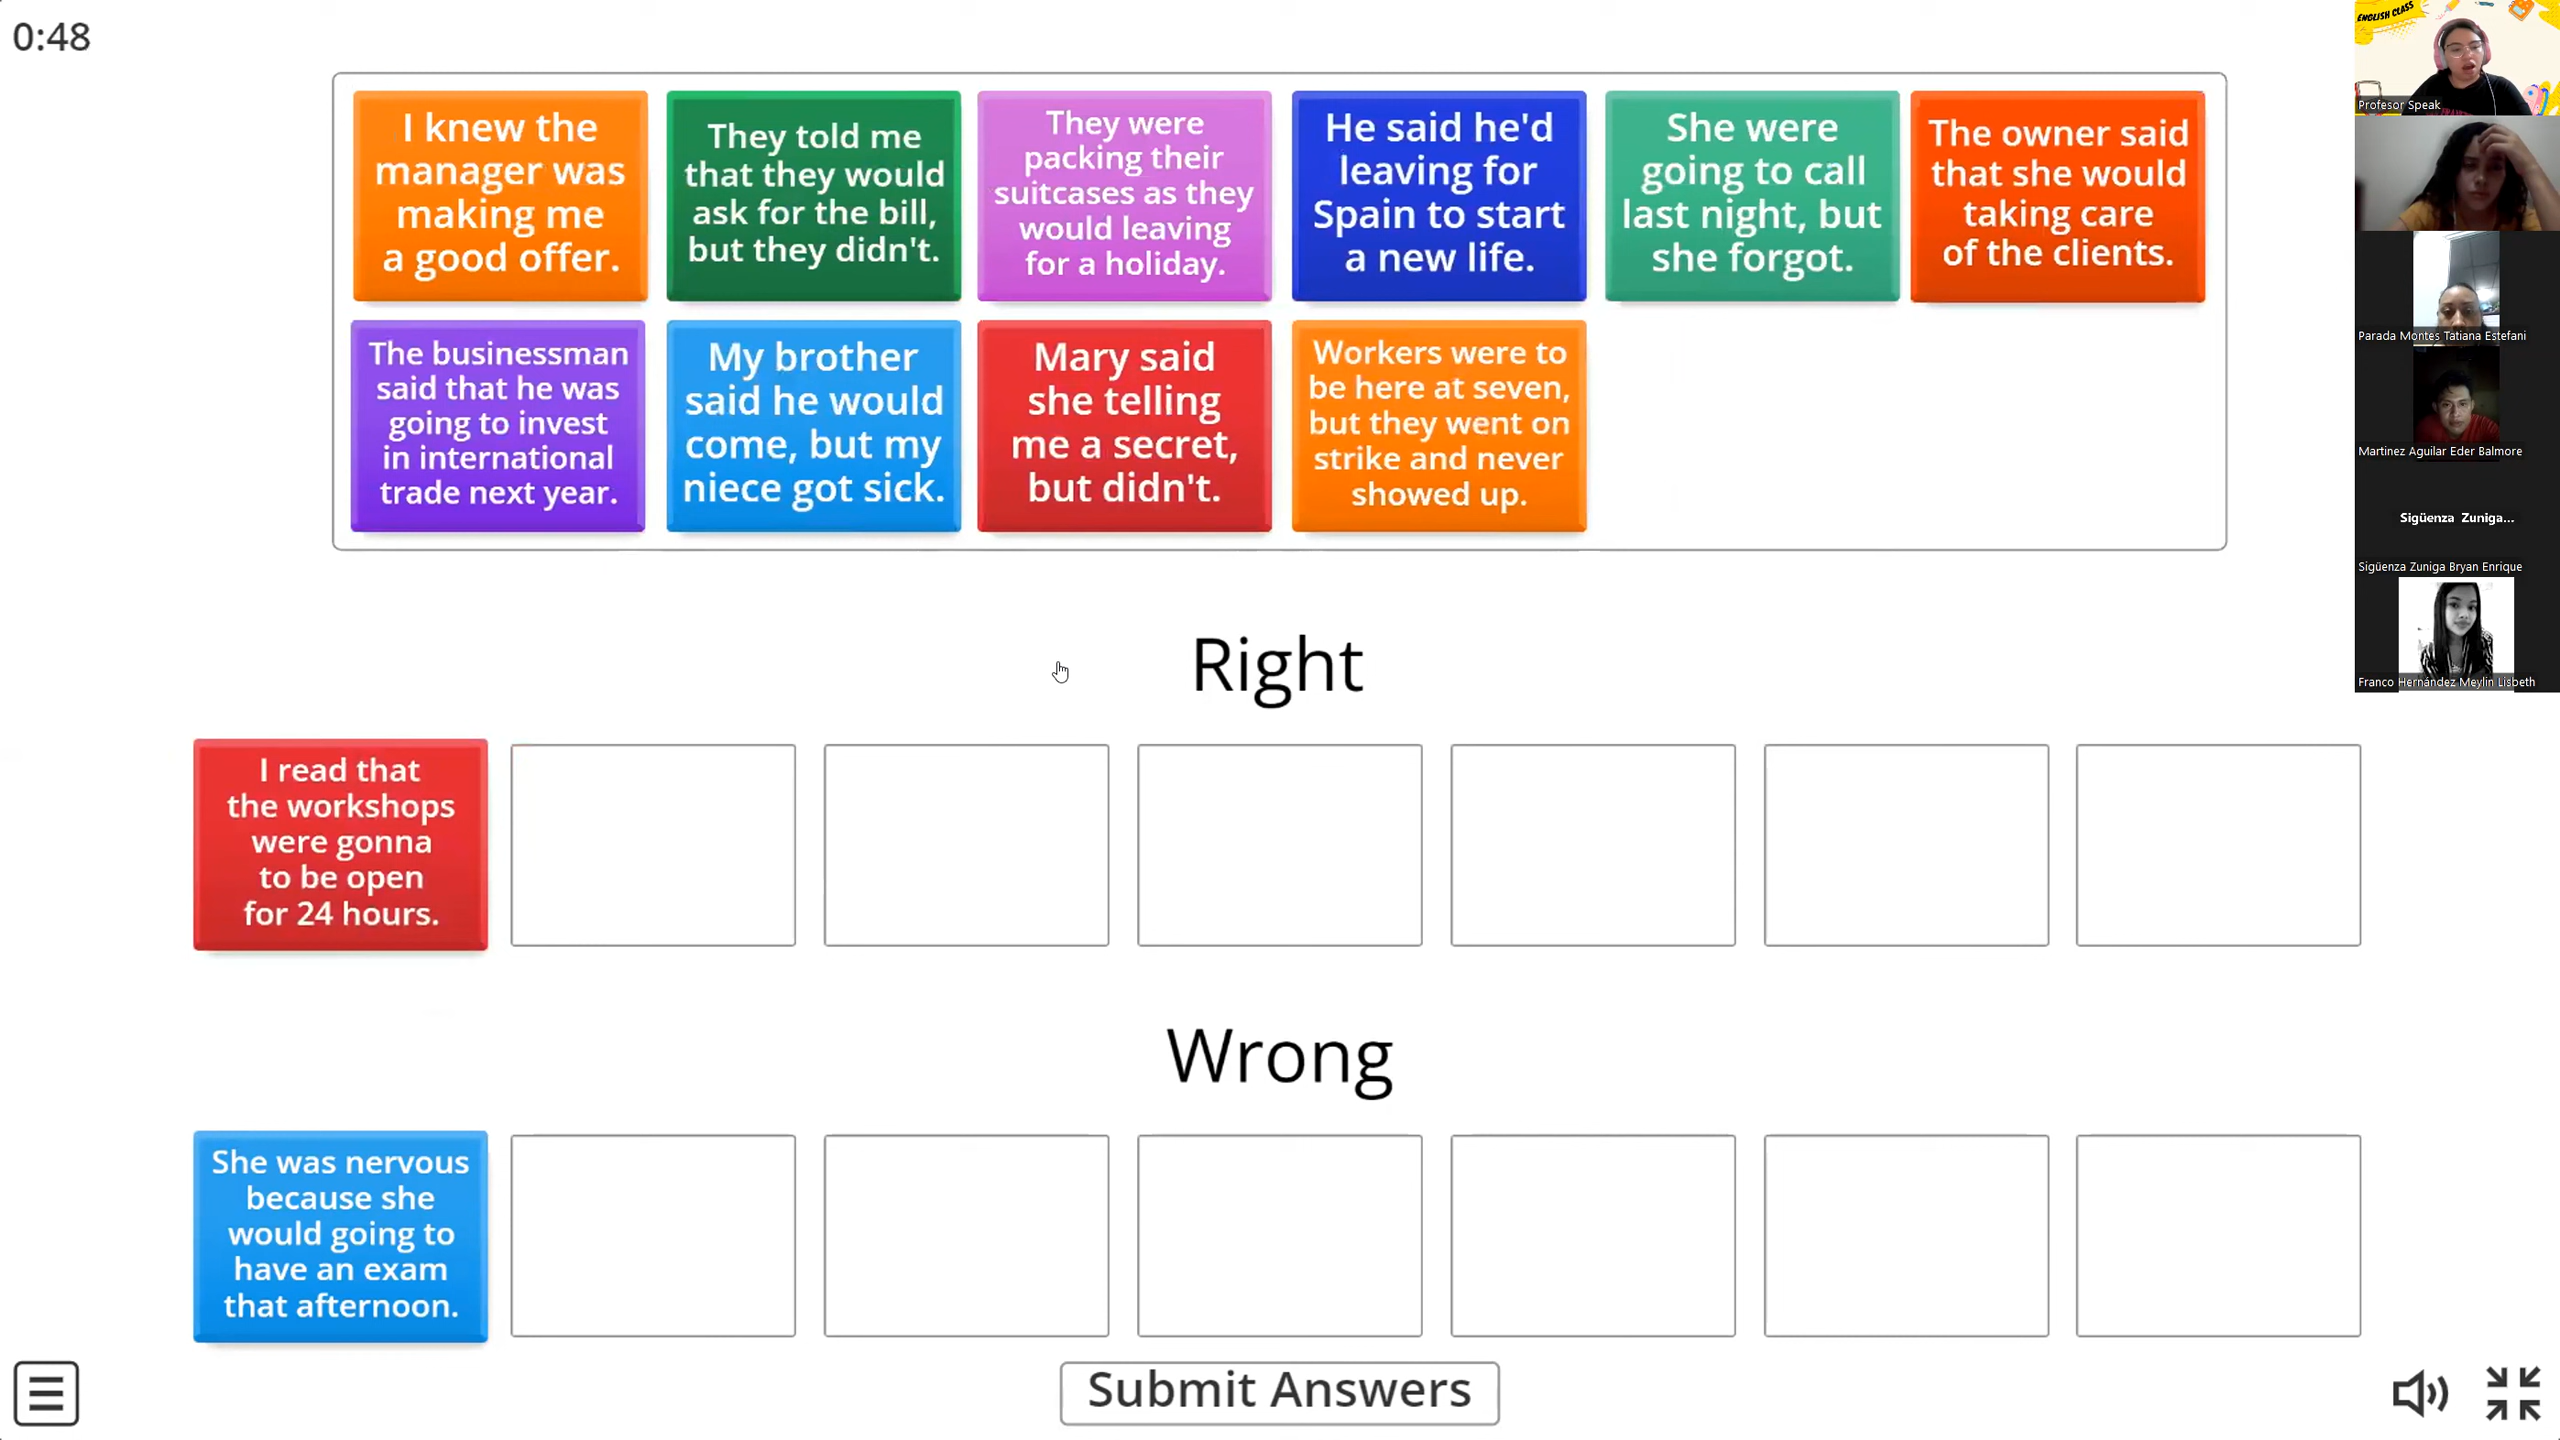 0:48
I knew the
manager was
making me
a good offer.
They told me
that they would
ask for the bill,
but they didn't.
They were
packing their
suitcases as they
would leaving
for a holiday.
He said he'd
leaving for
Spain to start
a new life.
She were
going to call
last night, but
she forgot.
The owner said
that she would
taking care
of the clients.
The businessman
said that he was
going to invest
in international
trade next year.
My brother
said he would
come, but my
niece got sick.
Mary said
she telling
me a secret,
but didn't.
Workers were to
be here at seven,
but they went on
strike and never
showed up.
Right
I read that
the workshops
were gonna
to be open
for 24 hours.
Wrong
She was nervous
because she
would going to
have an exam
that afternoon.
Submit Answers
ENGLISH CLASS
Profesor Speak
Parada Montes Tatiana Estefani
Martinez Aguilar Eder Balmore
Sigüenza Zuniga...
Sigüenza Zuniga Bryan Enrique
Franco Hernández Meylin Lisbeth